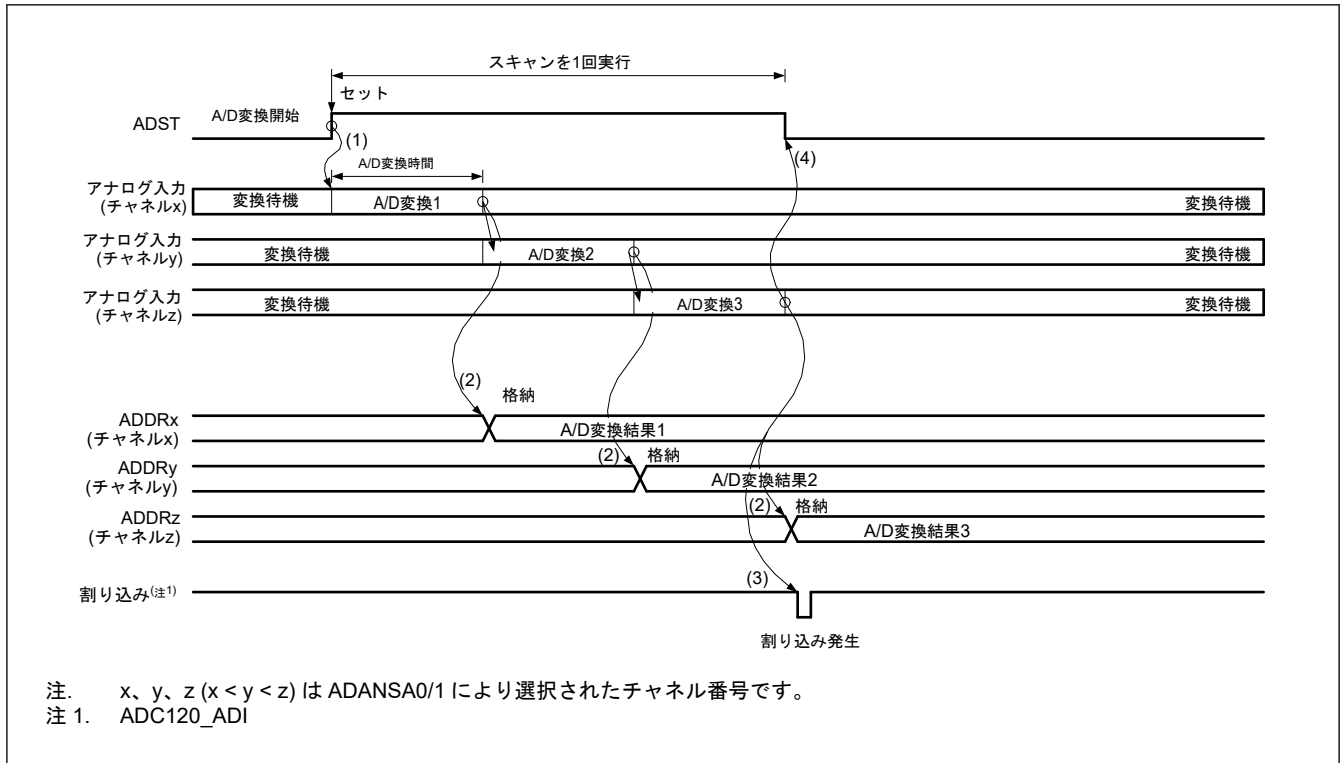 スキャンを1回実行
セット
ADST
A/D変換開始
(1)
(4)
A/D変換時間
アナログ入力
(チャネルx)
変換待機
A/D変換1
変換待機
アナログ入力
(チャネルy)
変換待機
A/D変換2
変換待機
アナログ入力
(チャネルz)
変換待機
A/D変換3
変換待機
(2)
格納
ADDRx
(チャネルx)
A/D変換結果1
(2)
格納
ADDRy
(チャネルy)
A/D変換結果2
(2)
格納
ADDRz
(チャネルz)
A/D変換結果3
(3)
割り込み(注1)
割り込み発生
注. x、y、z (x < y < z) は ADANSA0/1 により選択されたチャネル番号です。
注 1. ADC120_ADI